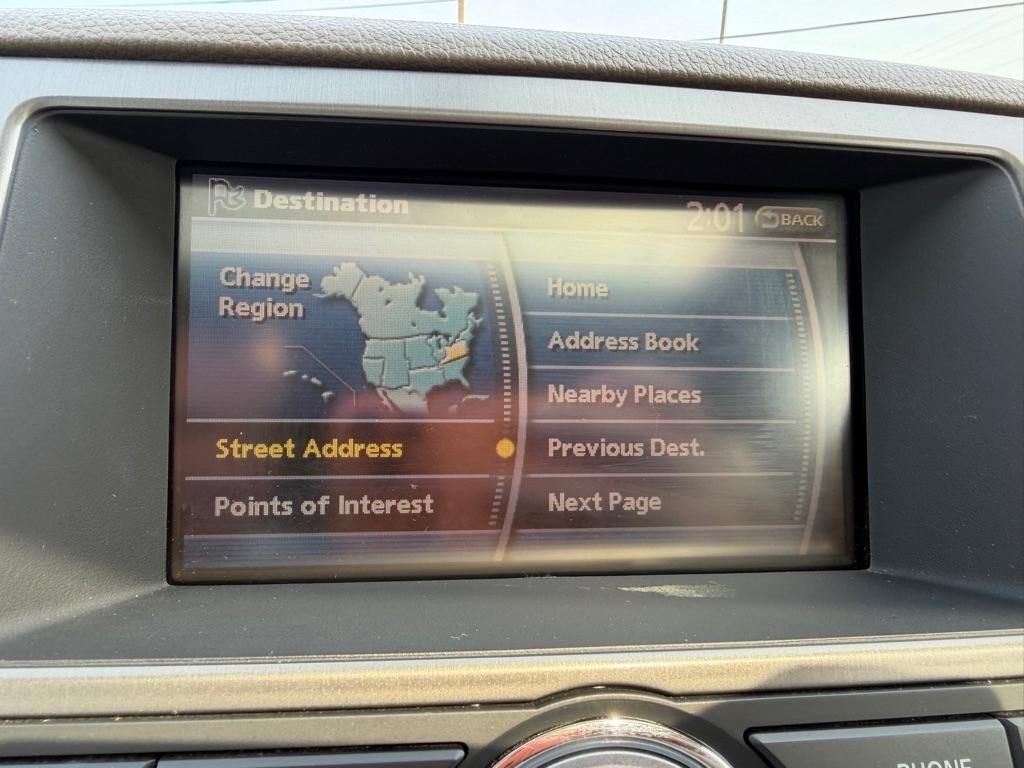 Destination
2:01 BACK
Change
Region
Street Address
Points of Interest
Home
Address Book
Nearby Places
Previous Dest.
Next Page
PHONE